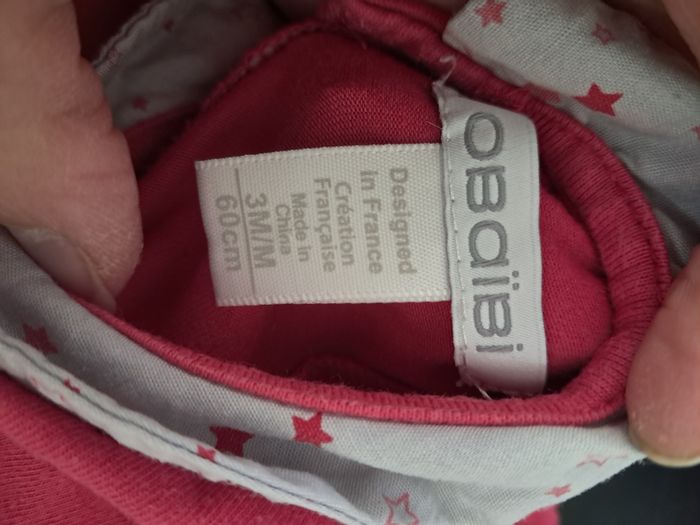 OBaïBi
Designed
in France
Création
Française
Made in
China
3M/M
60cm